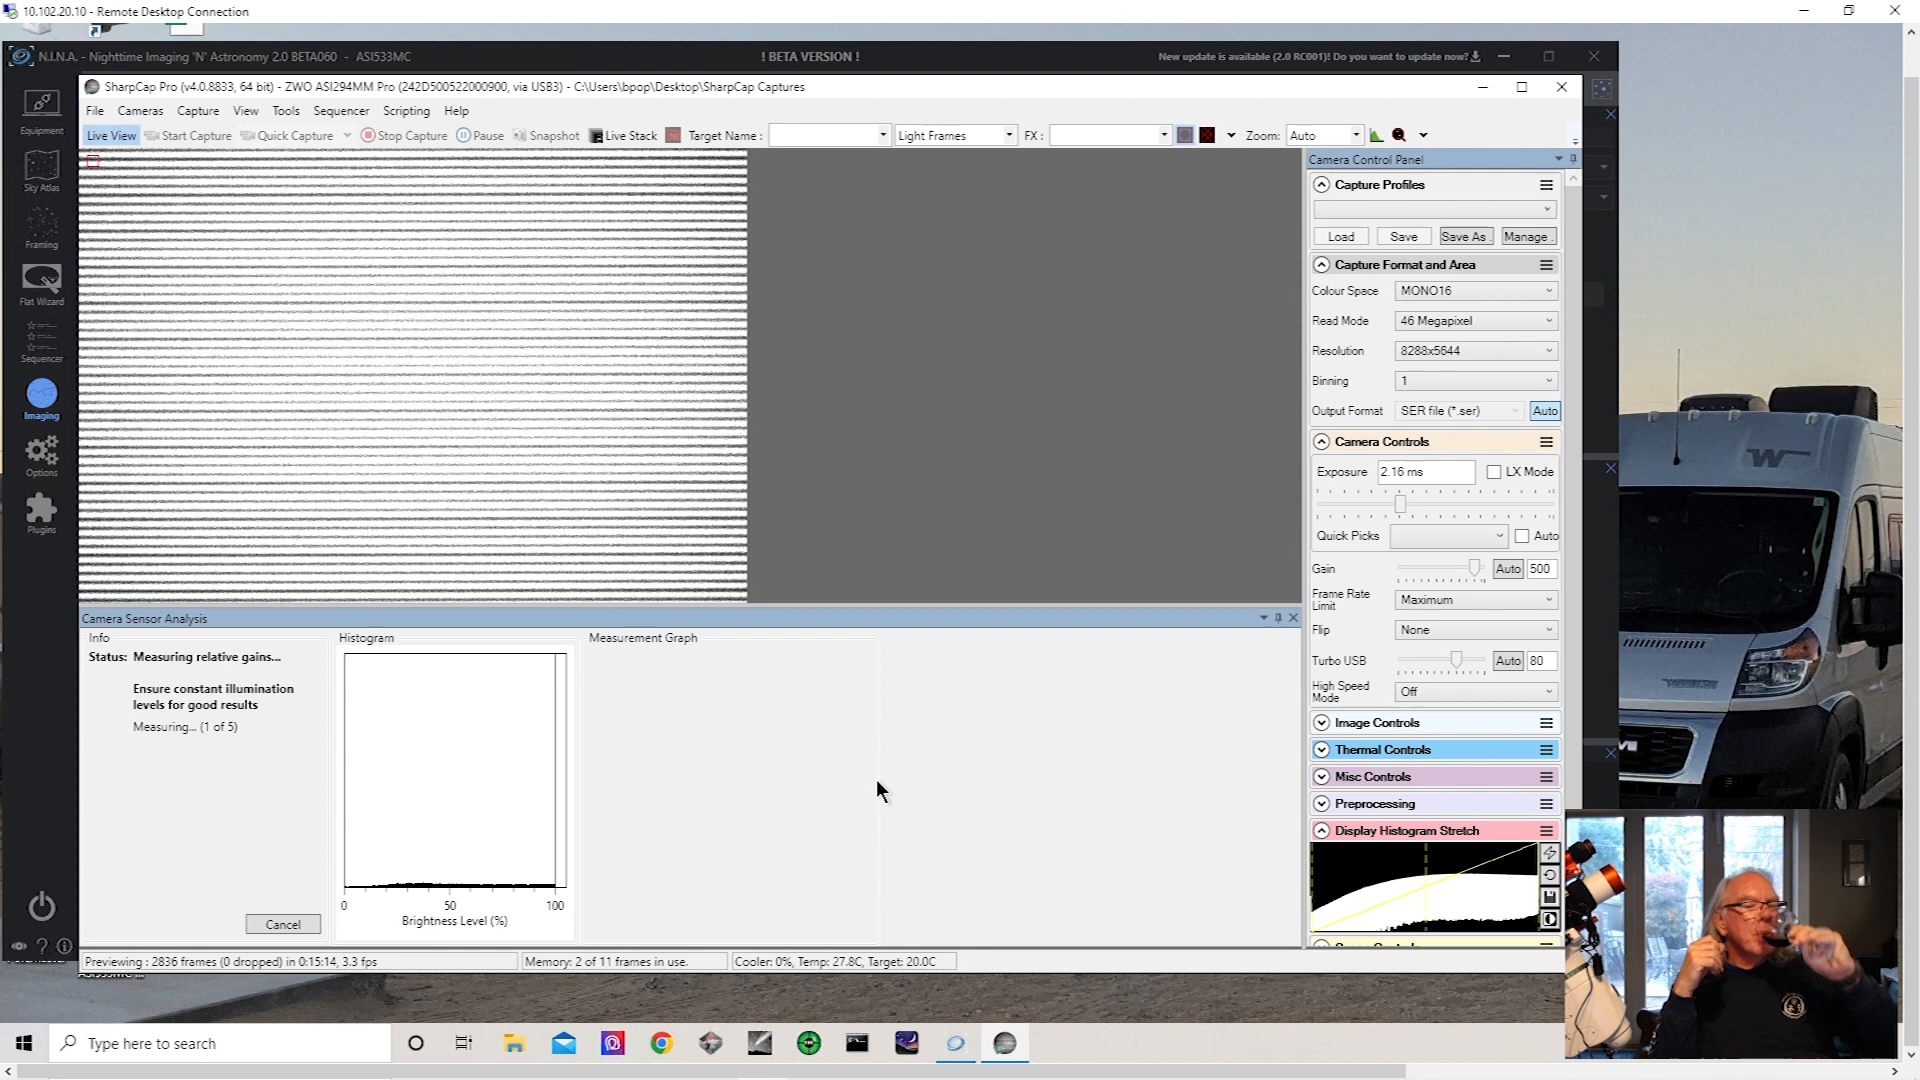 10.102.20.10 - Remote Desktop Connection
N.I.N.A. - Nighttime Imaging 'N' Astronomy 2.0 BETA060 - ASI533MC
! BETA VERSION !
New update is available (2.0 RC001)! Do you want to update now?
SharpCap Pro (v4.0.8833, 64 bit) - ZWO ASI294MM Pro (242D500522000900, via USB3) - C:\Users\bpop\Desktop\SharpCap Captures
File Cameras Capture View Tools Sequencer Scripting Help
Live View Start Capture Quick Capture Stop Capture Pause Snapshot Live Stack Target Name : Light Frames FX : Zoom: Auto
Equipment
Sky Atlas
Framing
Flat Wizard
Sequencer
Imaging
Options
Plugins
Camera Control Panel
Capture Profiles
Load Save Save As Manage
Capture Format and Area
Colour Space MONO16
Read Mode 46 Megapixel
Resolution 8288x5644
Binning 1
Output Format SER file (*.ser) Auto
Camera Controls
Exposure 2.16 ms LX Mode
Quick Picks Auto
Gain Auto 500
Frame Rate Limit Maximum
Flip None
Turbo USB Auto 80
High Speed Mode Off
Image Controls
Thermal Controls
Misc Controls
Preprocessing
Display Histogram Stretch
Camera Sensor Analysis
Info
Status: Measuring relative gains...
Ensure constant illumination
levels for good results
Measuring... (1 of 5)
Cancel
Histogram
0 50 100
Brightness Level (%)
Measurement Graph
Previewing : 2836 frames (0 dropped) in 0:15:14, 3.3 fps
Memory: 2 of 11 frames in use.
Cooler: 0%, Temp: 27.8C, Target: 20.0C
Type here to search